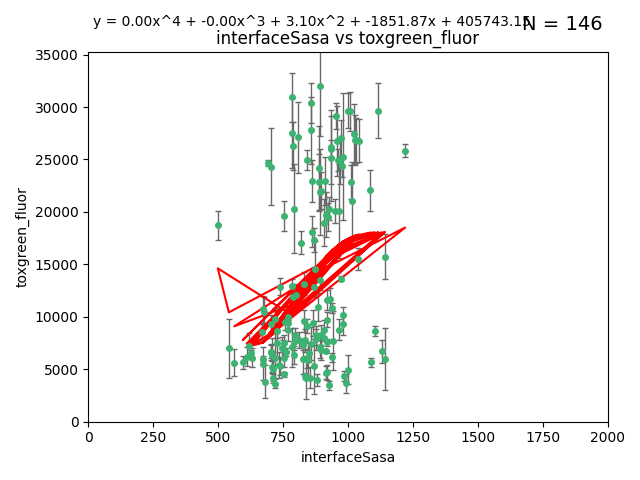 y = 0.00x^4 + -0.00x^3 + 3.10x^2 + -1851.87x + 405743.15
N = 146
interfaceSasa vs toxgreen_fluor
35000
30000
25000
20000
15000
10000
5000
0
toxgreen_fluor
0 250 500 750 1000 1250 1500 1750 2000
interfaceSasa